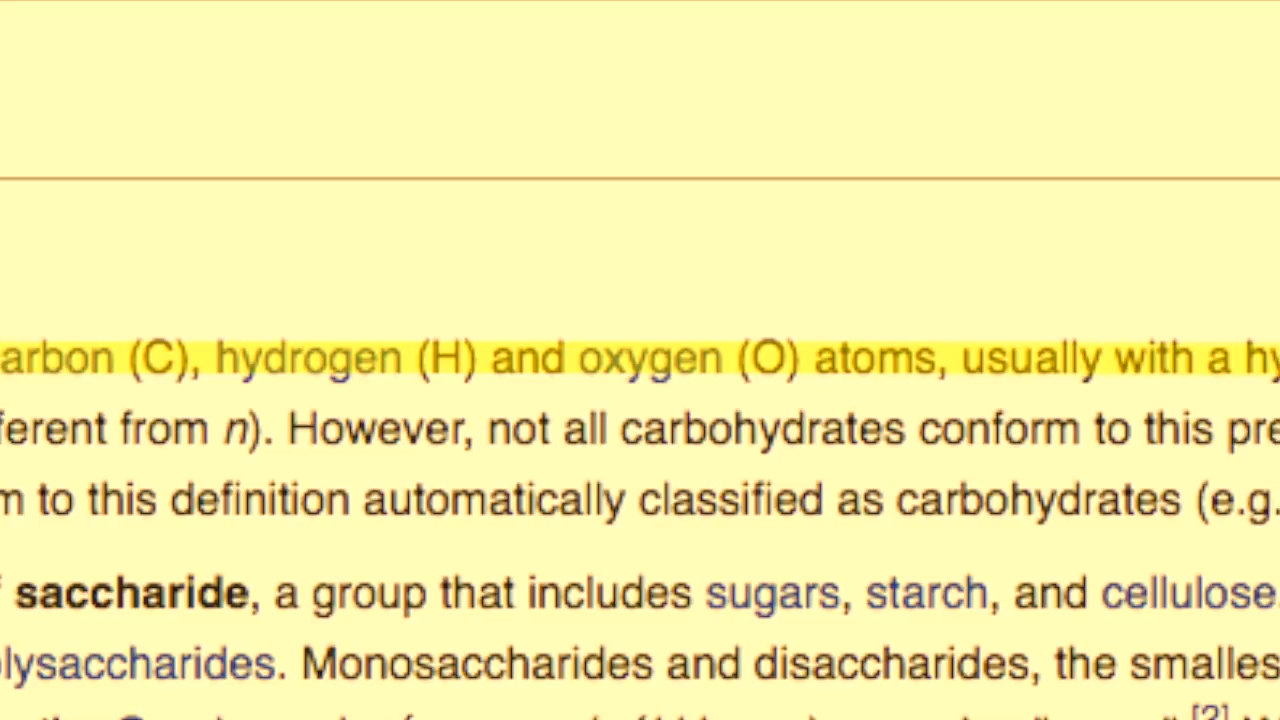 arbon (C), hydrogen (H) and oxygen (O) atoms, usually with a hy
ferent from n). However, not all carbohydrates conform to this pre
m to this definition automatically classified as carbohydrates (e.g.
saccharide, a group that includes sugars, starch, and cellulose.
lysaccharides. Monosaccharides and disaccharides, the smalles
[2]